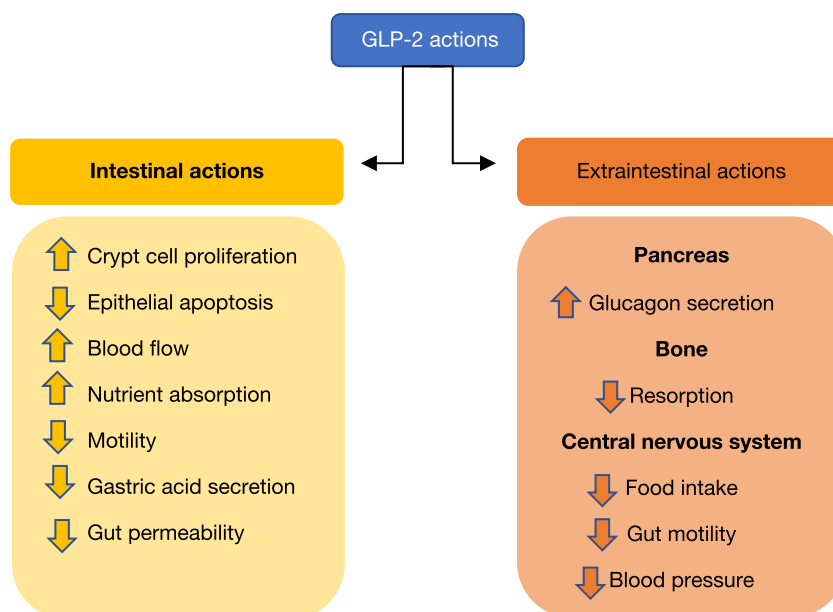 GLP-2 actions
Intestinal actions
Crypt cell proliferation
Epithelial apoptosis
Blood flow
Nutrient absorption
Motility
Gastric acid secretion
Gut permeability
Extraintestinal actions
Pancreas
Glucagon secretion
Bone
Resorption
Central nervous system
Food intake
Gut motility
Blood pressure